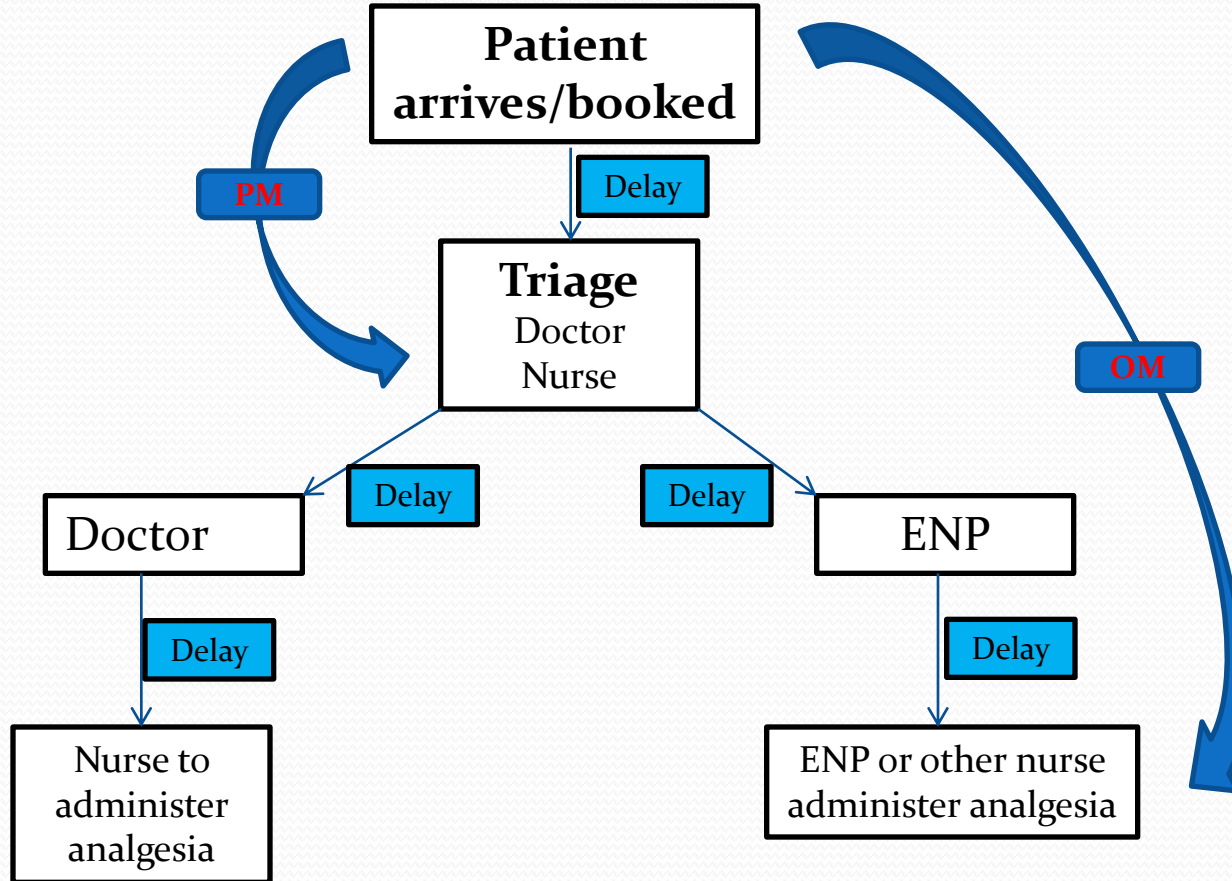 Patient
arrives/booked
Delay
PM
Triage
Doctor
Nurse
OM
Delay
Delay
Doctor
ENP
Delay
Delay
Nurse to
administer
analgesia
ENP or other nurse
administer analgesia